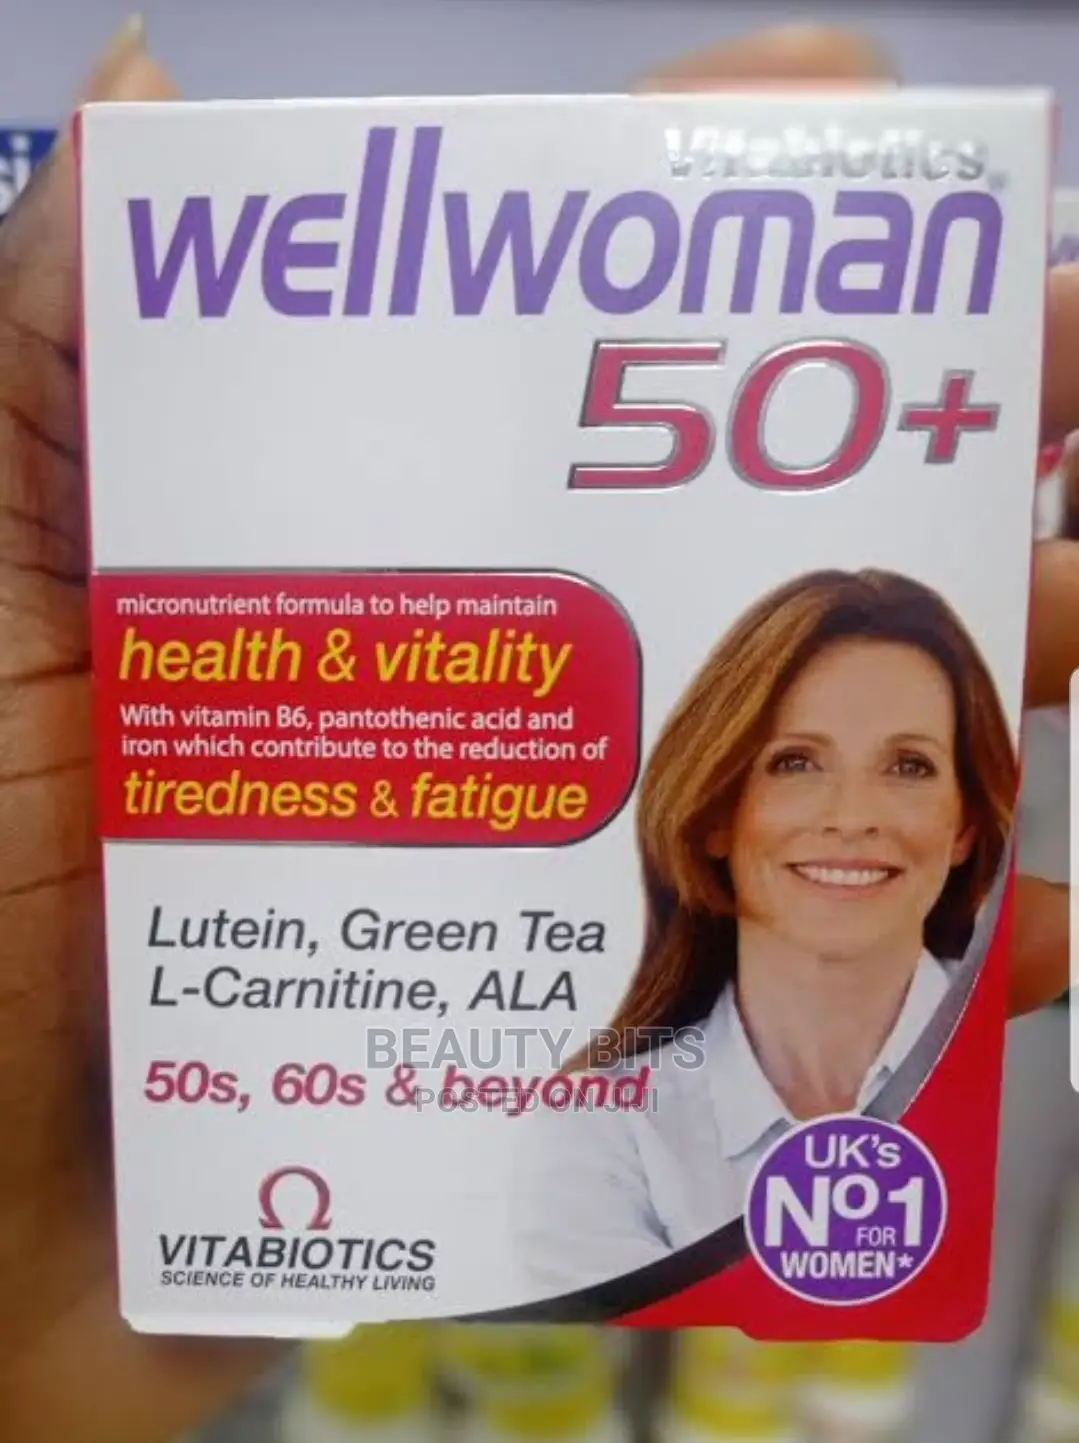 Vitabiotics
wellwoman
50+
micronutrient formula to help maintain
health & vitality
With vitamin B6, pantothenic acid and
iron which contribute to the reduction of
tiredness & fatigue
Lutein, Green Tea
L-Carnitine, ALA
BEAUTY BITS
50s, 60s & beyond
POSTED ON JIJI
UK's
No1
FOR
WOMEN*
VITABIOTICS
SCIENCE OF HEALTHY LIVING
si